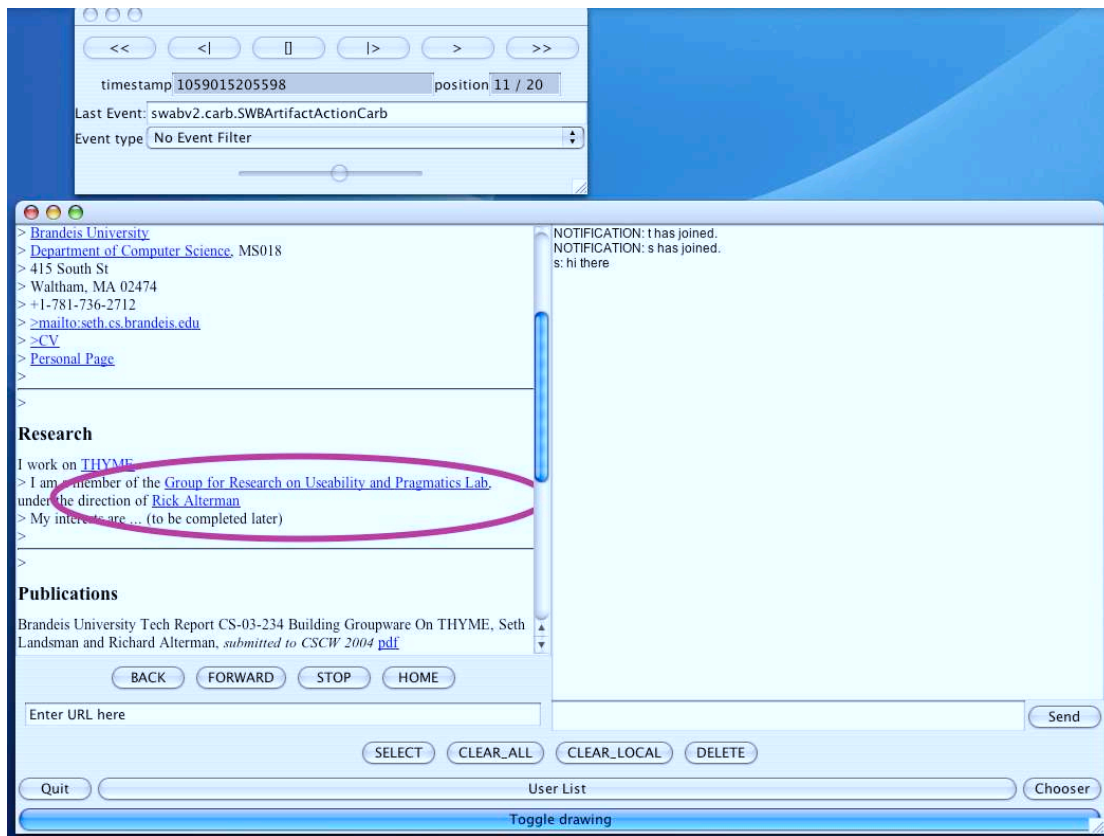 << <| [] |> > >>
timestamp 1059015205598 position 11 / 20
Last Event: swabv2.carb.SWBArtifactActionCarb
Event type No Event Filter
> Brandeis University
> Department of Computer Science, MS018
> 415 South St
> Waltham, MA 02474
> +1-781-736-2712
> >mailto:seth.cs.brandeis.edu
> >CV
> Personal Page
>
>
Research
I work on THYME
> I am a member of the Group for Research on Useability and Pragmatics Lab,
under the direction of Rick Alterman
> My interests are ... (to be completed later)
>
>
Publications
Brandeis University Tech Report CS-03-234 Building Groupware On THYME, Seth
Landsman and Richard Alterman, submitted to CSCW 2004 pdf
BACK FORWARD STOP HOME
Enter URL here
NOTIFICATION: t has joined.
NOTIFICATION: s has joined.
s: hi there
Send
SELECT CLEAR_ALL CLEAR_LOCAL DELETE
Quit User List Chooser
Toggle drawing